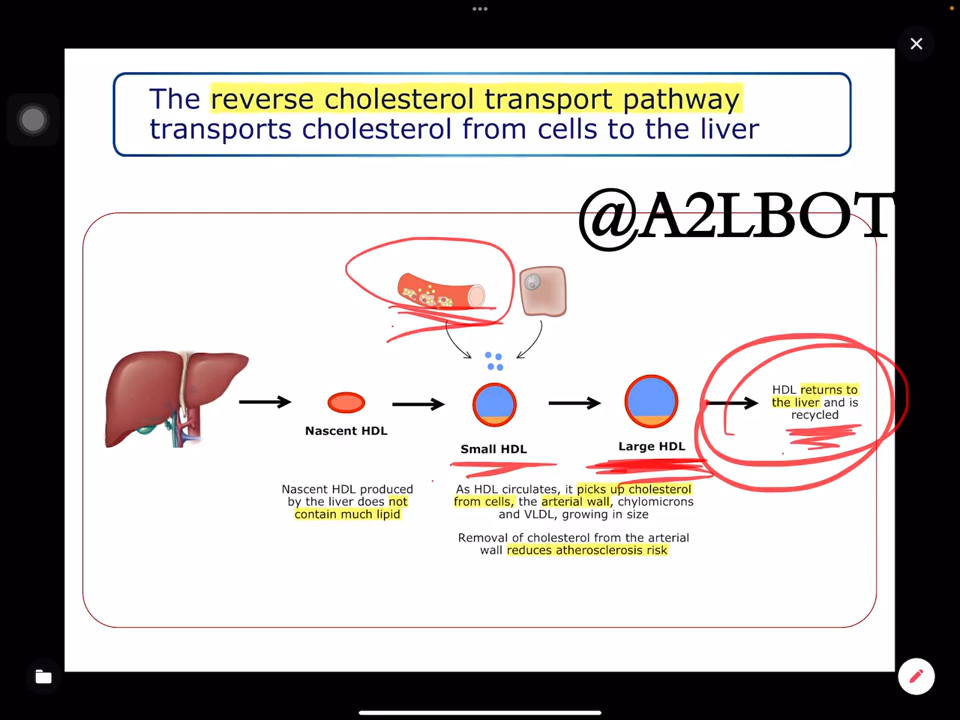 The reverse cholesterol transport pathway
transports cholesterol from cells to the liver
@A2LBOT
HDL returns to
the liver and is
recycled
Nascent HDL
Small HDL
Large HDL
Nascent HDL produced
by the liver does not
contain much lipid
As HDL circulates, it picks up cholesterol
from cells, the arterial wall, chylomicrons
and VLDL, growing in size
Removal of cholesterol from the arterial
wall reduces atherosclerosis risk